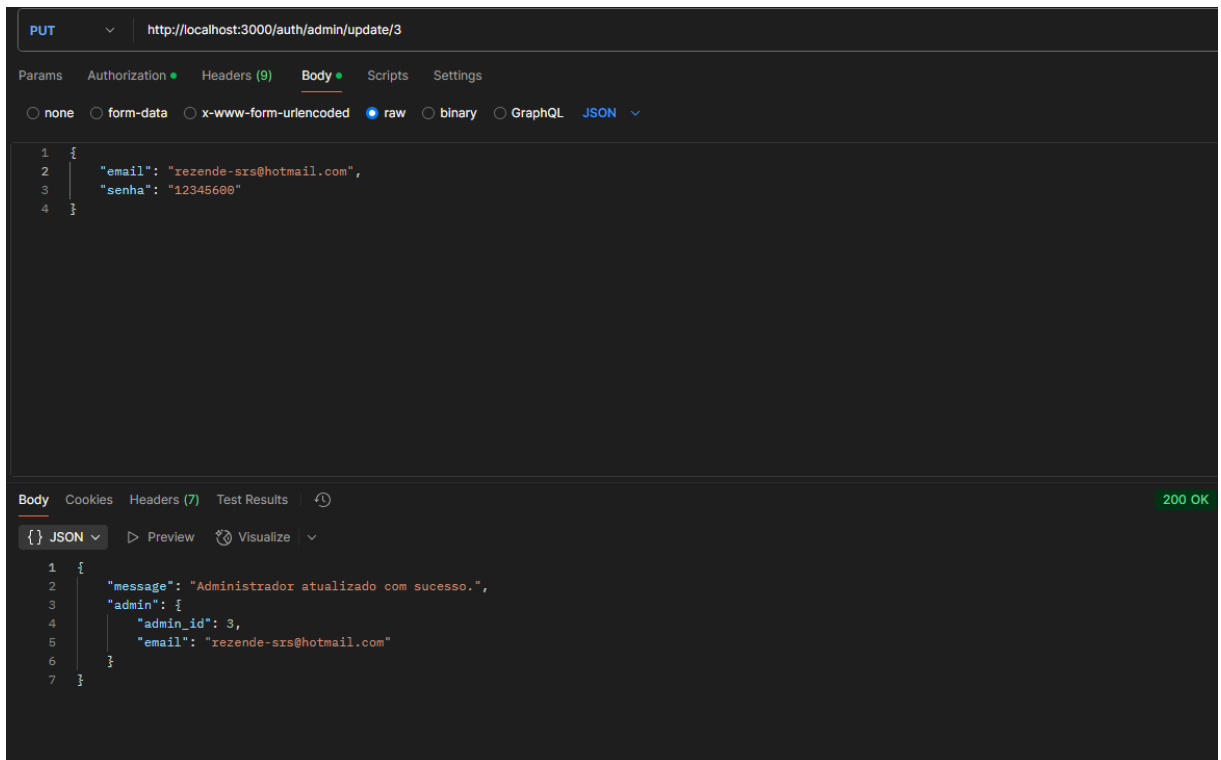 PUT http://localhost:3000/auth/admin/update/3
Params Authorization Headers (9) Body Scripts Settings
none form-data x-www-form-urlencoded raw binary GraphQL JSON
1 {
2 "email": "rezende-srs@hotmail.com",
3 "senha": "12345600"
4 }
Body Cookies Headers (7) Test Results 200 OK
{} JSON Preview Visualize
1 {
2 "message": "Administrador atualizado com sucesso.",
3 "admin": {
4 "admin_id": 3,
5 "email": "rezende-srs@hotmail.com"
6 }
7 }